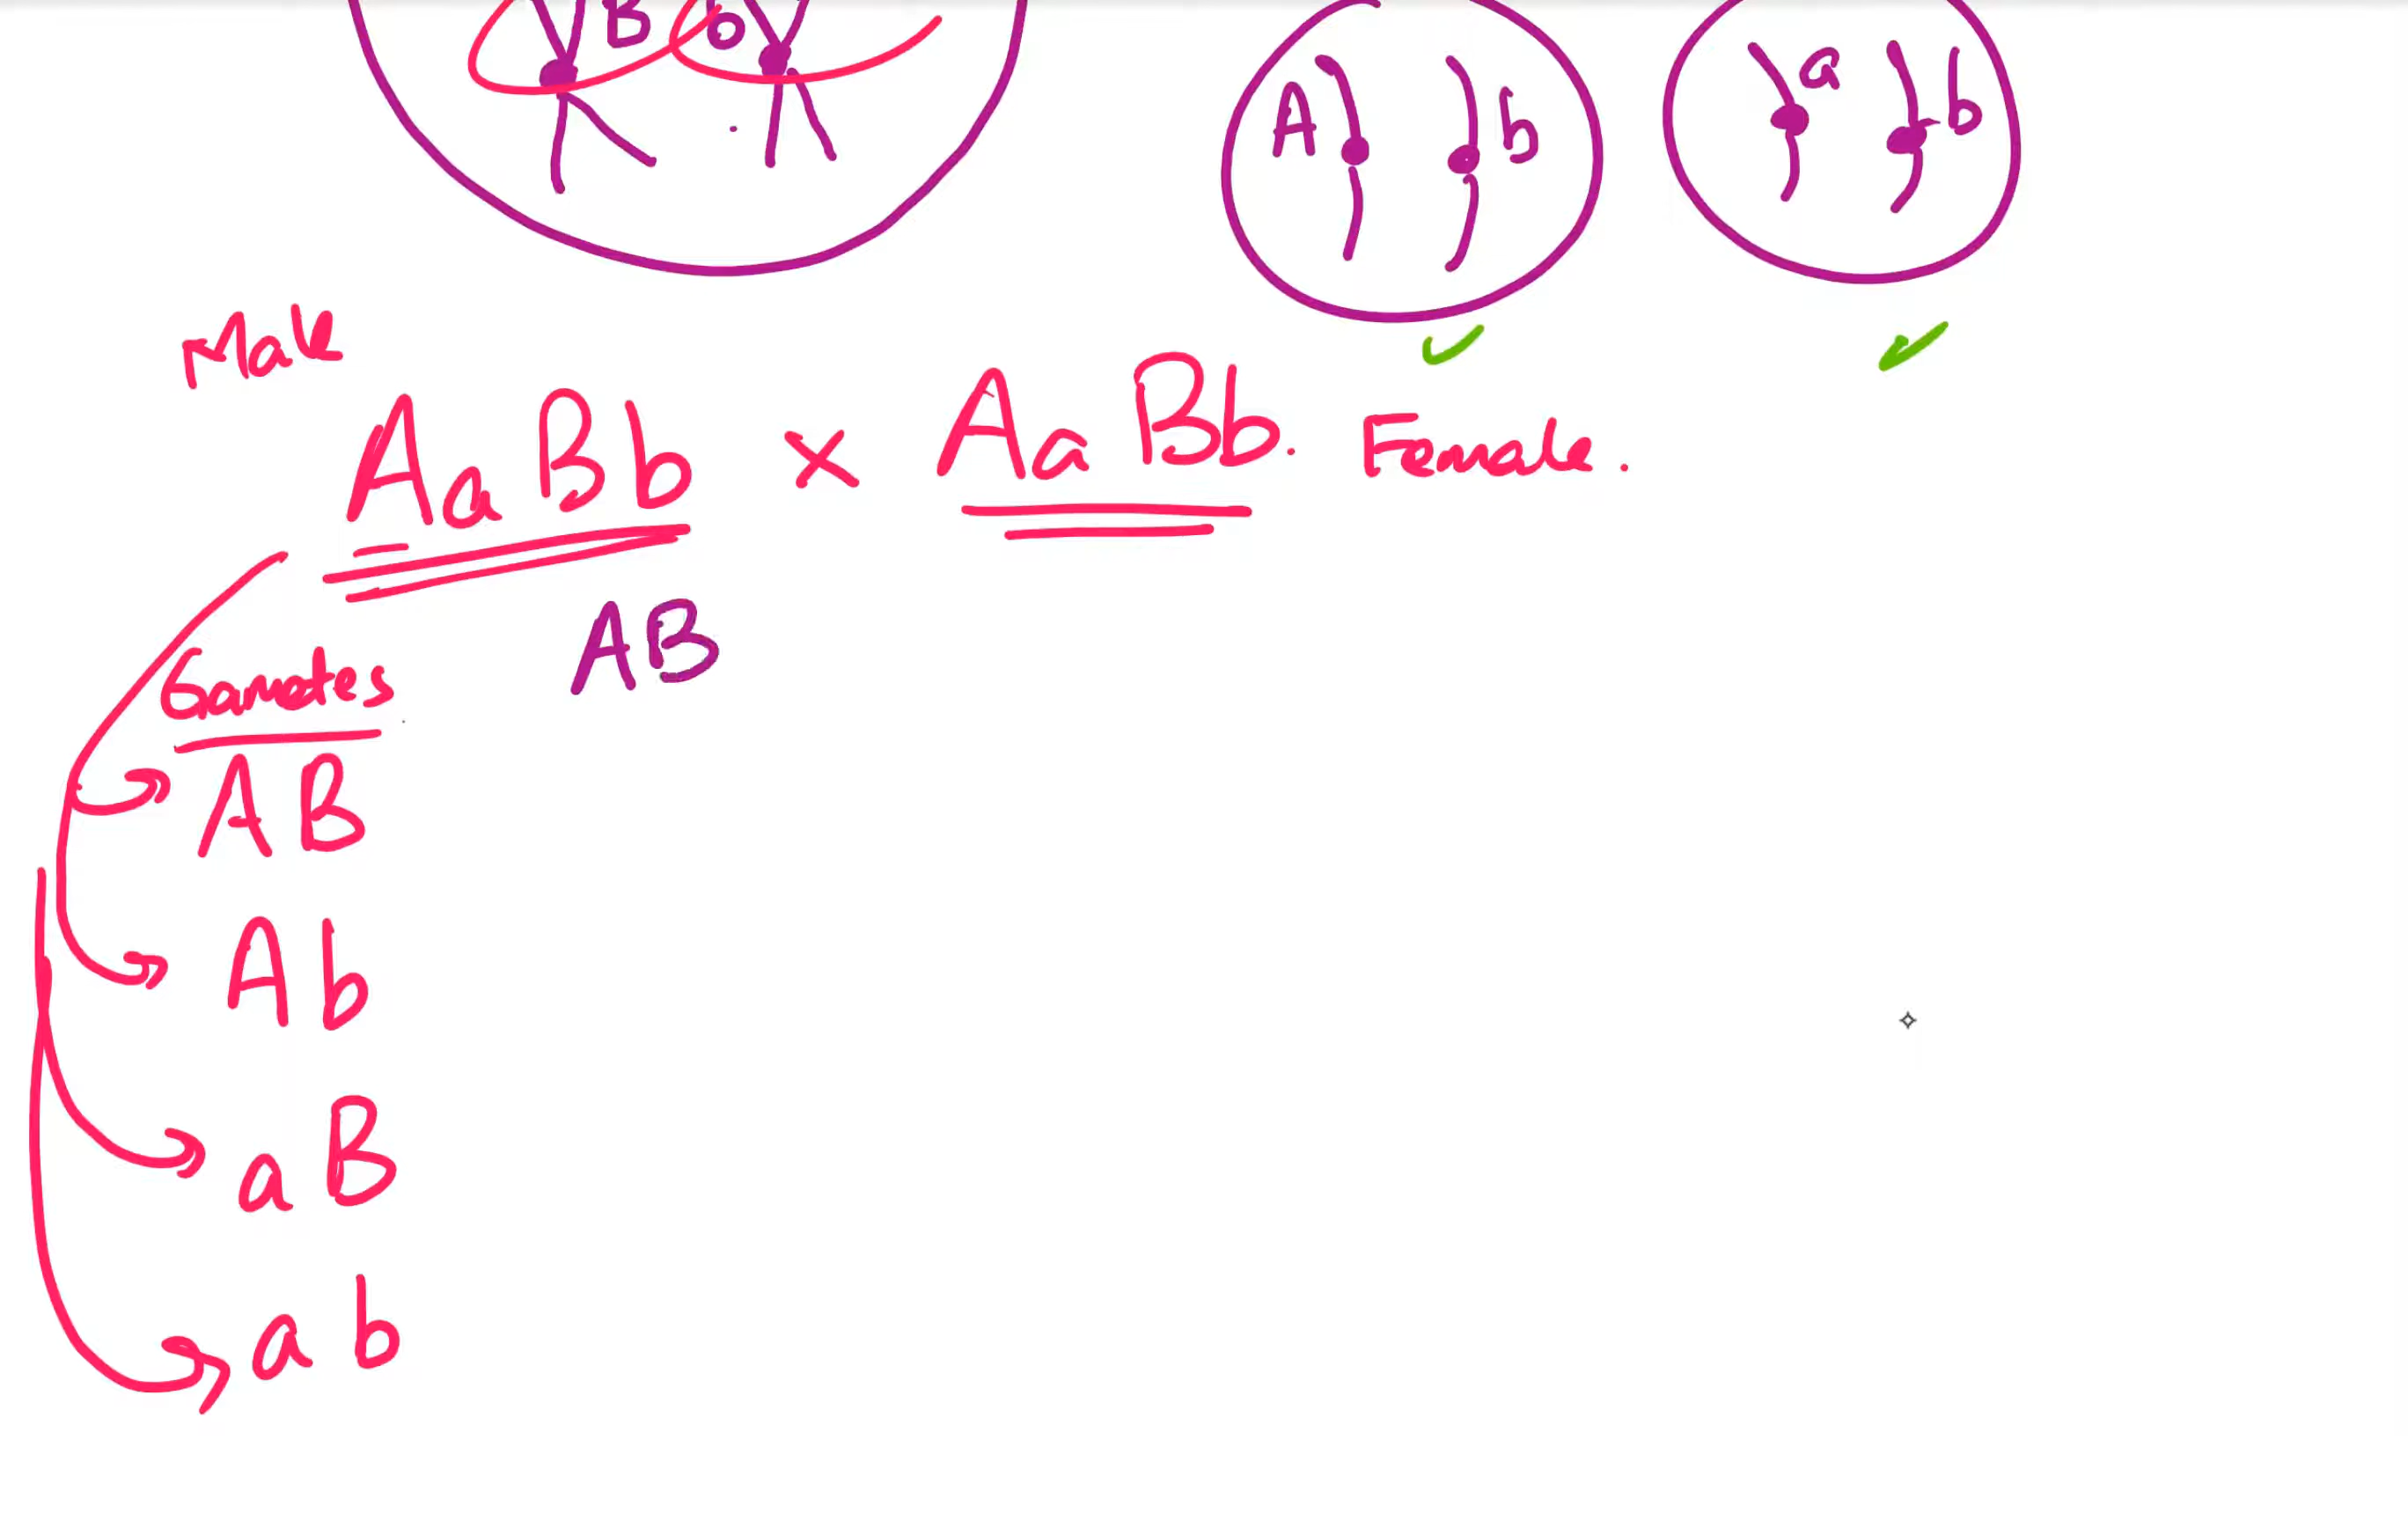 B b
A b a b
Male
AaBb × AaBb. Female.
AB
Gametes
AB
Ab
aB
ab